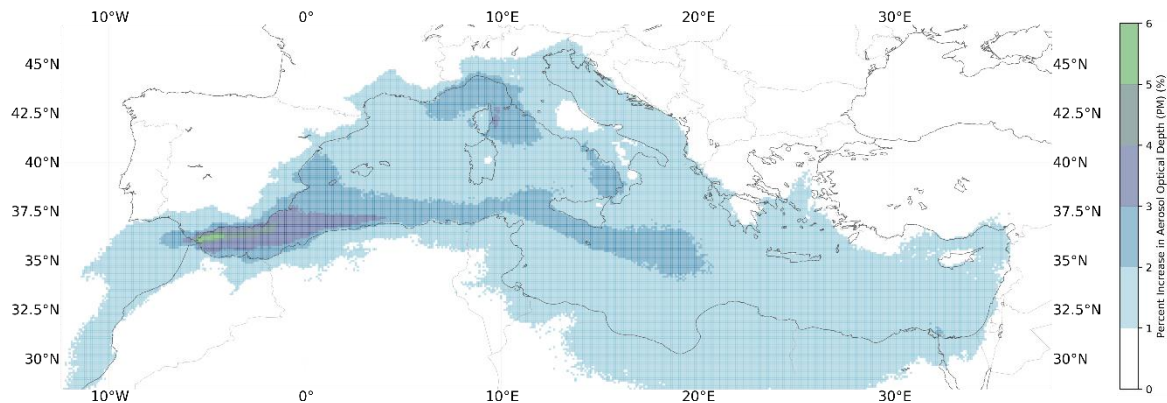 10°W 0° 10°E 20°E 30°E
45°N 45°N
42.5°N 42.5°N
40°N 40°N
37.5°N 37.5°N
35°N 35°N
32.5°N 32.5°N
30°N 30°N
10°W 0° 10°E 20°E 30°E
6
5
4
3
2
1
0
Percent Increase in Aerosol Optical Depth (PM) (%)